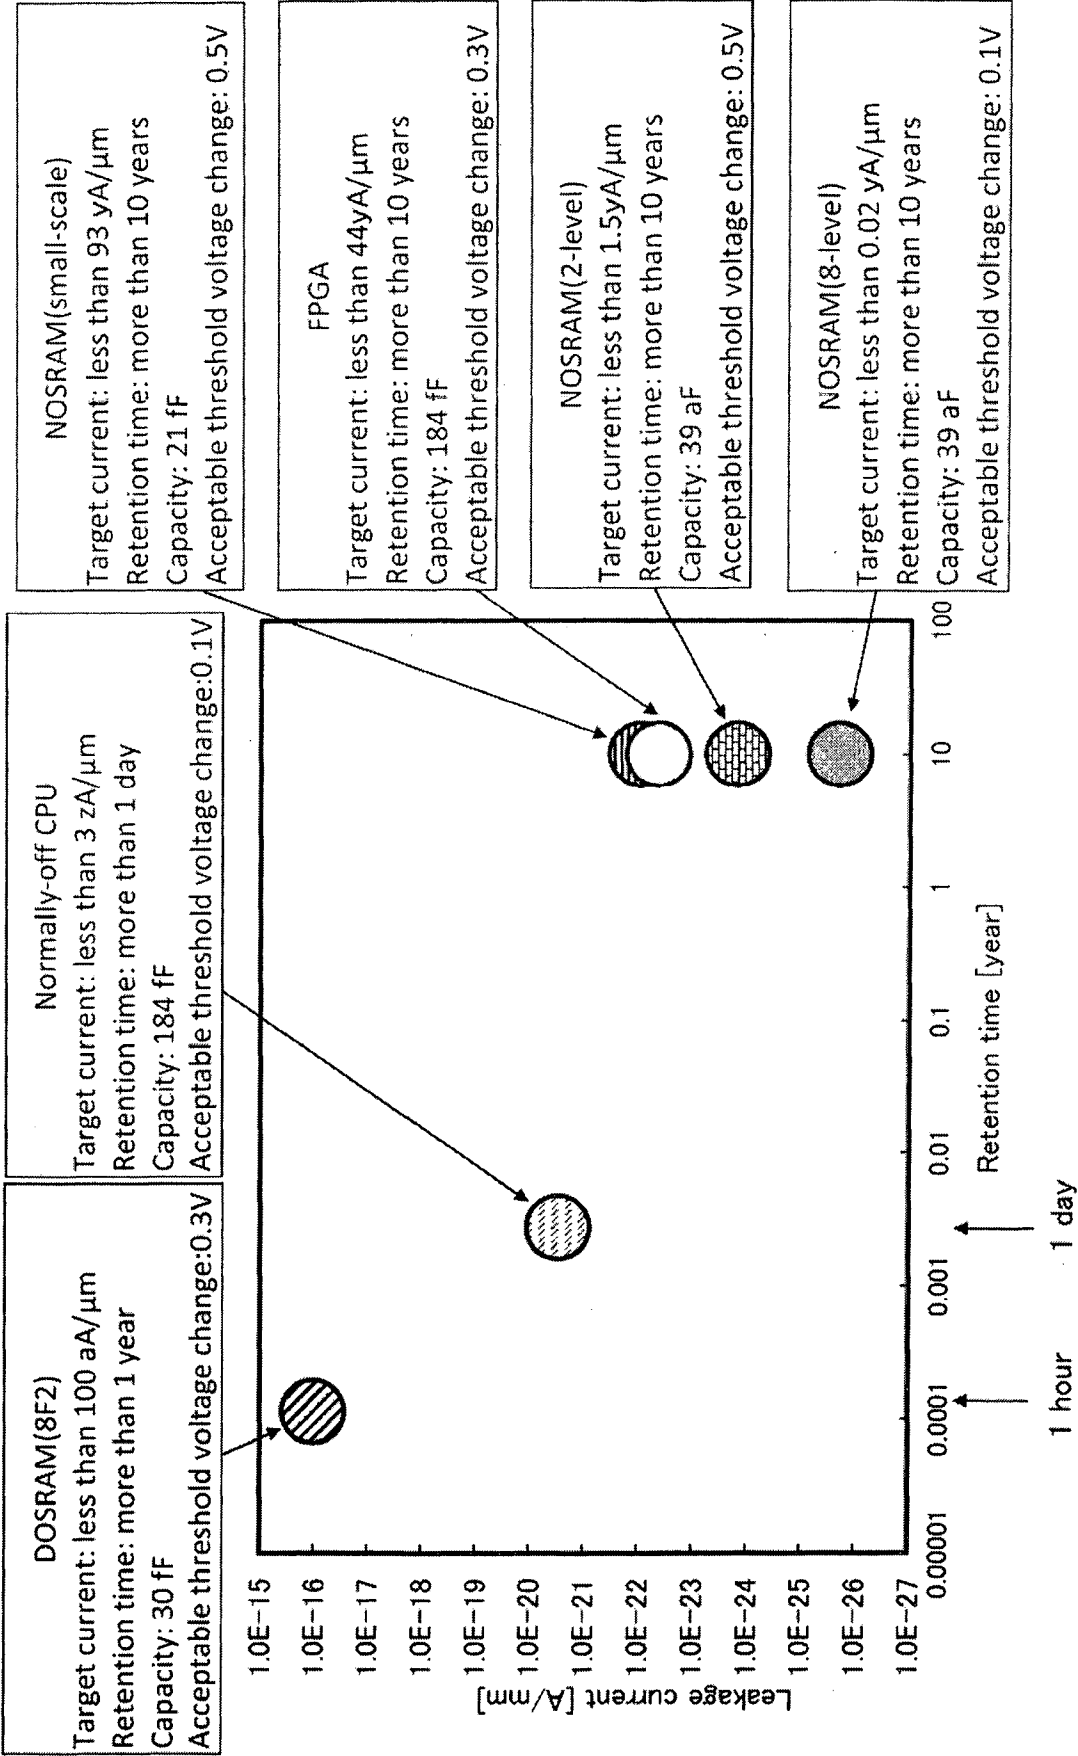 DOSRAM(8F2)
Target current: less than 100 aA/μm
Retention time: more than 1 year
Capacity: 30 fF
Acceptable threshold voltage change:0.3V
Normally-off CPU
Target current: less than 3 zA/μm
Retention time: more than 1 day
Capacity: 184 fF
Acceptable threshold voltage change:0.1V
NOSRAM(small-scale)
Target current: less than 93 yA/μm
Retention time: more than 10 years
Capacity: 21 fF
Acceptable threshold voltage change: 0.5V
FPGA
Target current: less than 44yA/μm
Retention time: more than 10 years
Capacity: 184 fF
Acceptable threshold voltage change: 0.3V
NOSRAM(2-level)
Target current: less than 1.5yA/μm
Retention time: more than 10 years
Capacity: 39 aF
Acceptable threshold voltage change: 0.5V
NOSRAM(8-level)
Target current: less than 0.02 yA/μm
Retention time: more than 10 years
Capacity: 39 aF
Acceptable threshold voltage change: 0.1V
Leakage current [A/mm]
1.0E-15
1.0E-16
1.0E-17
1.0E-18
1.0E-19
1.0E-20
1.0E-21
1.0E-22
1.0E-23
1.0E-24
1.0E-25
1.0E-26
1.0E-27
0.00001
0.0001
0.001
0.01
0.1
1
10
100
Retention time [year]
1 hour
1 day